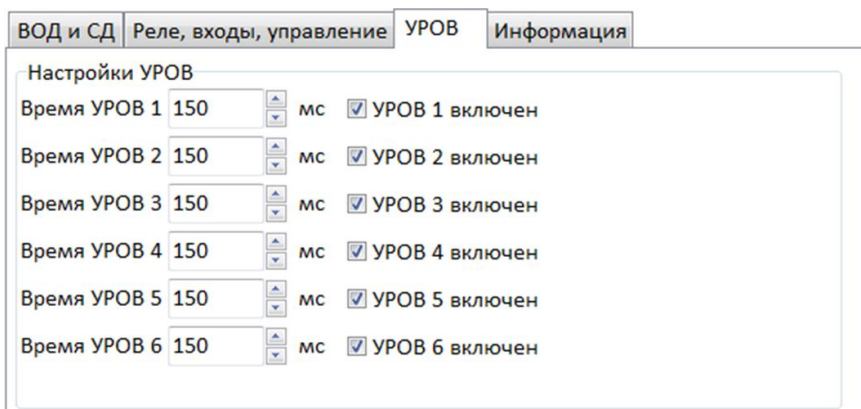 ВОД и СД Реле, входы, управление УРОВ Информация
Настройки УРОВ
Время УРОВ 1 150 мс УРОВ 1 включен
Время УРОВ 2 150 мс УРОВ 2 включен
Время УРОВ 3 150 мс УРОВ 3 включен
Время УРОВ 4 150 мс УРОВ 4 включен
Время УРОВ 5 150 мс УРОВ 5 включен
Время УРОВ 6 150 мс УРОВ 6 включен